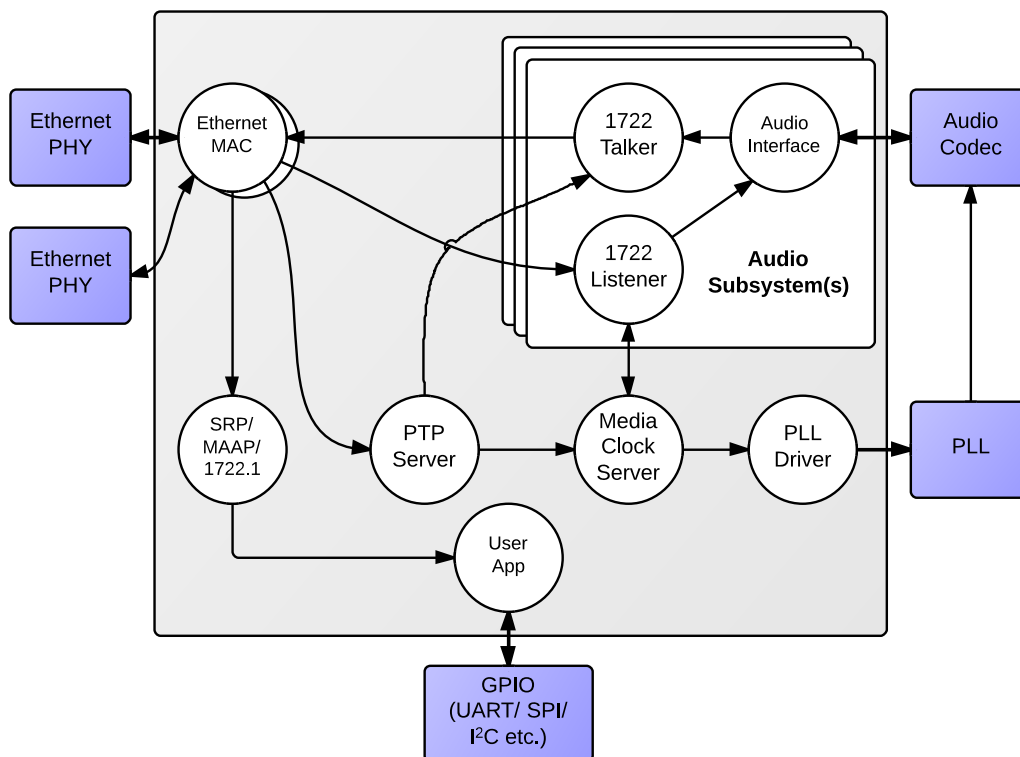 Ethernet
PHY
Ethernet
MAC
1722
Talker
Audio
Interface
Audio
Codec
Ethernet
PHY
1722
Listener
Audio
Subsystem(s)
SRP/
MAAP/
1722.1
PTP
Server
Media
Clock
Server
PLL
Driver
PLL
User
App
GPIO
(UART/ SPI/
I²C etc.)